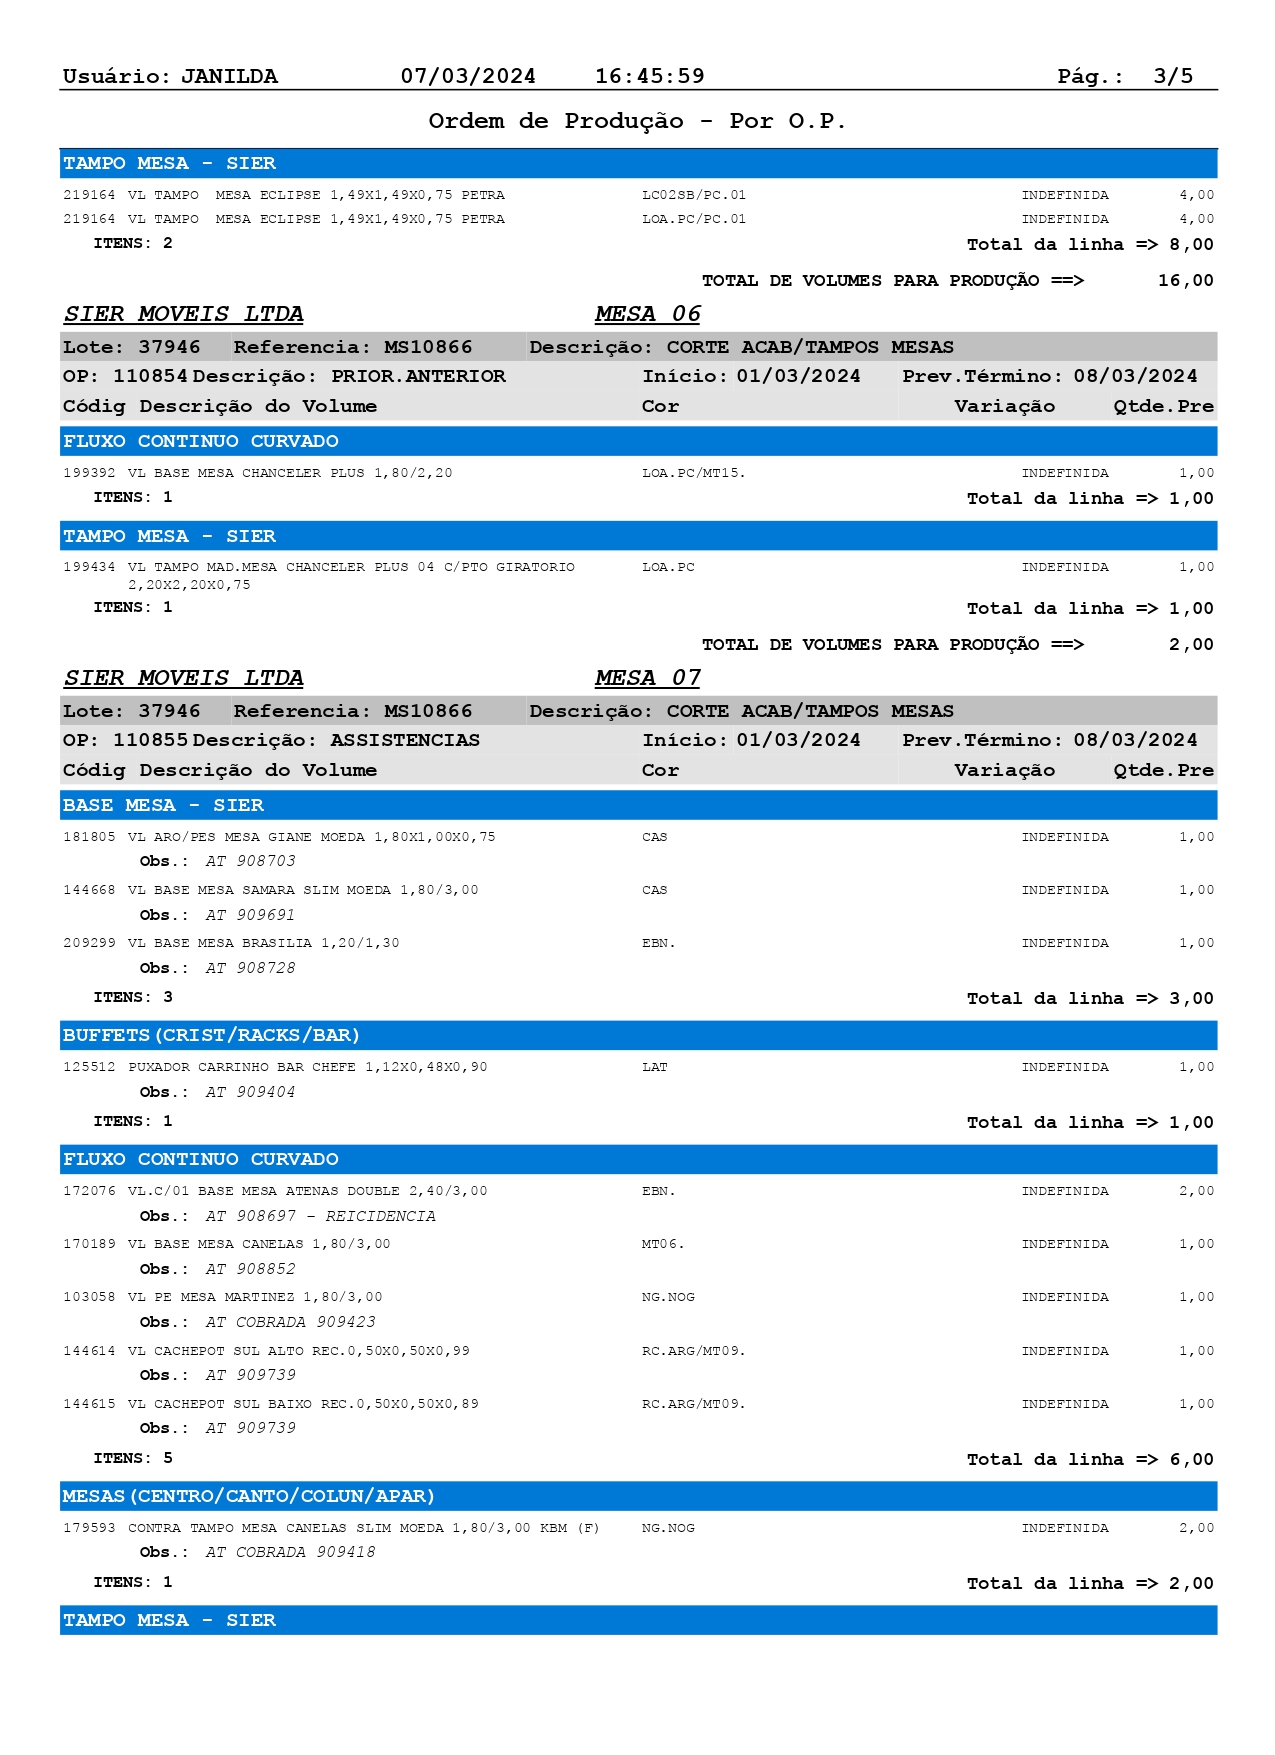 Usuário: JANILDA 07/03/2024 16:45:59 Pág.: 3/5
Ordem de Produção - Por O.P.
TAMPO MESA - SIER
219164 VL TAMPO  MESA ECLIPSE 1,49X1,49X0,75 PETRA LC02SB/PC.01 INDEFINIDA 4,00
219164 VL TAMPO  MESA ECLIPSE 1,49X1,49X0,75 PETRA LOA.PC/PC.01 INDEFINIDA 4,00
ITENS: 2 Total da linha => 8,00
TOTAL DE VOLUMES PARA PRODUÇÃO ==> 16,00
SIER MOVEIS LTDA MESA 06
Lote: 37946 Referencia: MS10866 Descrição: CORTE ACAB/TAMPOS MESAS
OP: 110854 Descrição: PRIOR.ANTERIOR Início: 01/03/2024 Prev.Término: 08/03/2024
Códig Descrição do Volume Cor Variação Qtde.Pre
FLUXO CONTINUO CURVADO
199392 VL BASE MESA CHANCELER PLUS 1,80/2,20 LOA.PC/MT15. INDEFINIDA 1,00
ITENS: 1 Total da linha => 1,00
TAMPO MESA - SIER
199434 VL TAMPO MAD.MESA CHANCELER PLUS 04 C/PTO GIRATORIO LOA.PC INDEFINIDA 1,00
2,20X2,20X0,75
ITENS: 1 Total da linha => 1,00
TOTAL DE VOLUMES PARA PRODUÇÃO ==> 2,00
SIER MOVEIS LTDA MESA 07
Lote: 37946 Referencia: MS10866 Descrição: CORTE ACAB/TAMPOS MESAS
OP: 110855 Descrição: ASSISTENCIAS Início: 01/03/2024 Prev.Término: 08/03/2024
Códig Descrição do Volume Cor Variação Qtde.Pre
BASE MESA - SIER
181805 VL ARO/PES MESA GIANE MOEDA 1,80X1,00X0,75 CAS INDEFINIDA 1,00
Obs.: AT 908703
144668 VL BASE MESA SAMARA SLIM MOEDA 1,80/3,00 CAS INDEFINIDA 1,00
Obs.: AT 909691
209299 VL BASE MESA BRASILIA 1,20/1,30 EBN. INDEFINIDA 1,00
Obs.: AT 908728
ITENS: 3 Total da linha => 3,00
BUFFETS(CRIST/RACKS/BAR)
125512 PUXADOR CARRINHO BAR CHEFE 1,12X0,48X0,90 LAT INDEFINIDA 1,00
Obs.: AT 909404
ITENS: 1 Total da linha => 1,00
FLUXO CONTINUO CURVADO
172076 VL.C/01 BASE MESA ATENAS DOUBLE 2,40/3,00 EBN. INDEFINIDA 2,00
Obs.: AT 908697 - REICIDENCIA
170189 VL BASE MESA CANELAS 1,80/3,00 MT06. INDEFINIDA 1,00
Obs.: AT 908852
103058 VL PE MESA MARTINEZ 1,80/3,00 NG.NOG INDEFINIDA 1,00
Obs.: AT COBRADA 909423
144614 VL CACHEPOT SUL ALTO REC.0,50X0,50X0,99 RC.ARG/MT09. INDEFINIDA 1,00
Obs.: AT 909739
144615 VL CACHEPOT SUL BAIXO REC.0,50X0,50X0,89 RC.ARG/MT09. INDEFINIDA 1,00
Obs.: AT 909739
ITENS: 5 Total da linha => 6,00
MESAS(CENTRO/CANTO/COLUN/APAR)
179593 CONTRA TAMPO MESA CANELAS SLIM MOEDA 1,80/3,00 KBM (F) NG.NOG INDEFINIDA 2,00
Obs.: AT COBRADA 909418
ITENS: 1 Total da linha => 2,00
TAMPO MESA - SIER